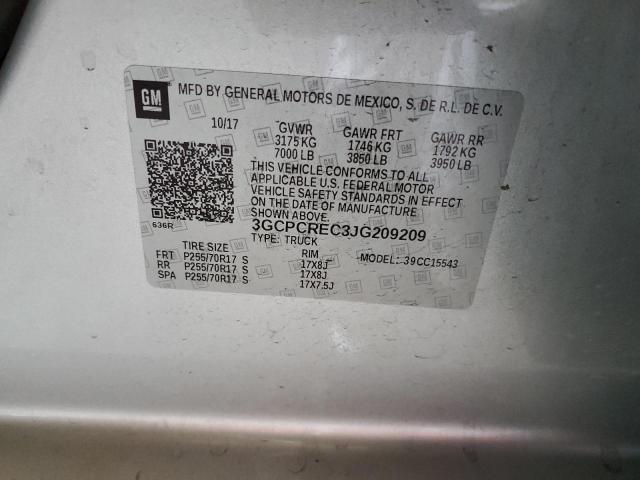 GM
MFD BY GENERAL MOTORS DE MEXICO, S. DE R.L. DE C.V.
10/17 GVWR GAWR FRT GAWR RR
3175 KG 1746 KG 1792 KG
7000 LB 3850 LB 3950 LB
THIS VEHICLE CONFORMS TO ALL
APPLICABLE U.S. FEDERAL MOTOR
VEHICLE SAFETY STANDARDS IN EFFECT
ON THE DATE OF MANUFACTURE
SHOWN ABOVE.
636R
3GCPCREC3JG209209
TYPE: TRUCK
TIRE SIZE RIM MODEL: 39CC15543
FRT P255/70R17 S 17X8J
RR P255/70R17 S 17X8J
SPA P255/70R17 S 17X7.5J